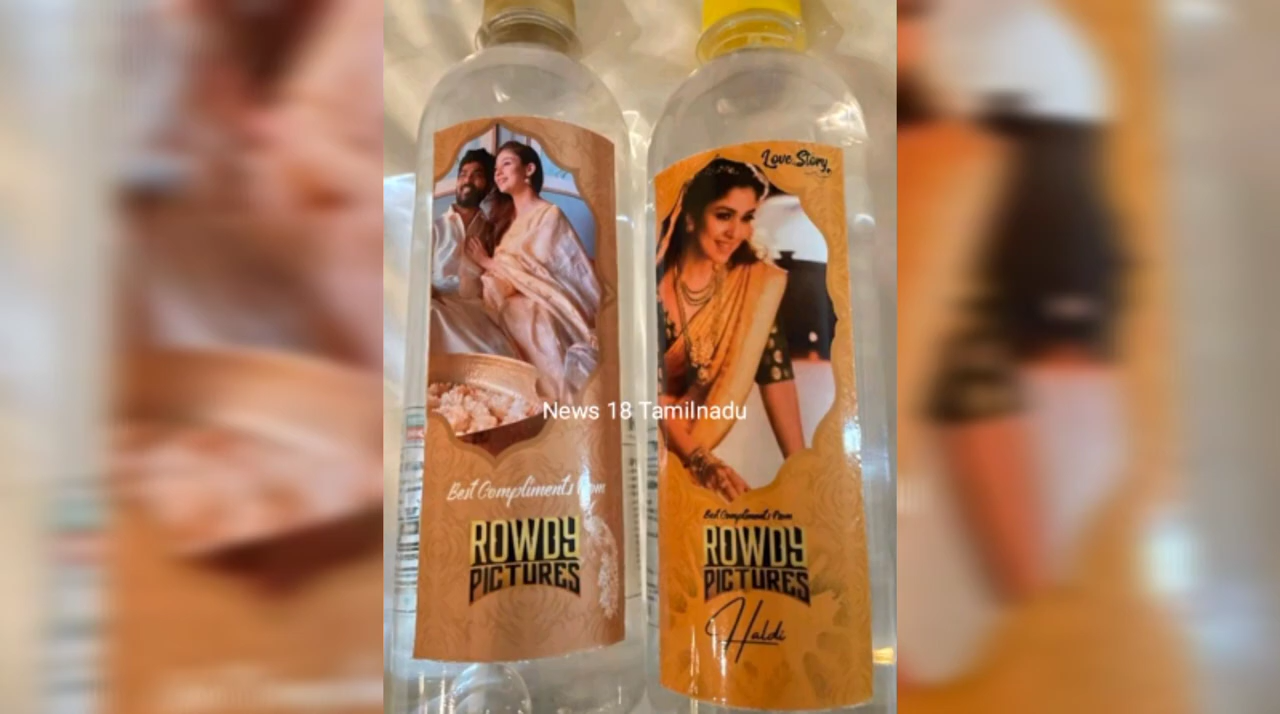 Love Story,
News 18 Tamilnadu
Best Compliments From
ROWDY
PICTURES
Best Compliments From
ROWDY
PICTURES
Haldi